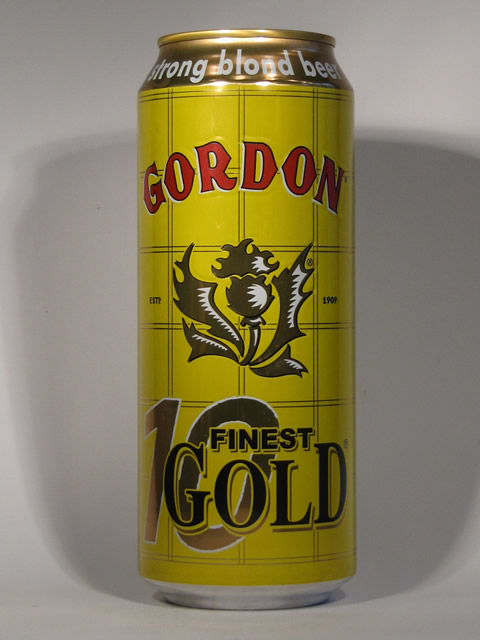 strong blond beer
GORDON
®
ESTD 1909
10
FINEST
GOLD®